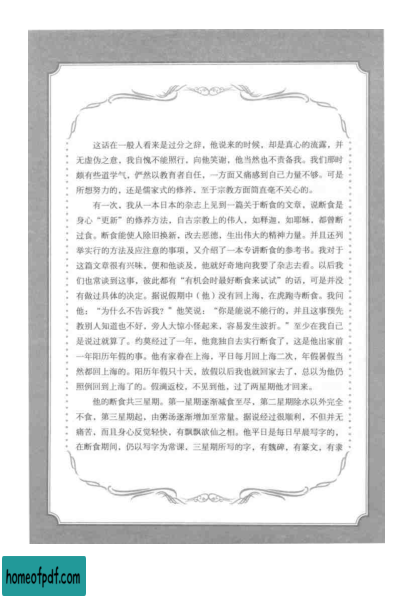 这话在一般人看来是过分之辞，他说来的时候，却是真心的流露，并
无虚伪之意，我自愧不能照行，向他笑谢，他当然也不责备我。我们那时
颇有些道学气，俨然以教育者自任，一方面又痛感到自己力量不够。可是
所想努力的，还是儒家式的修养，至于宗教方面简直毫不关心的。
有一次，我从一本日本的杂志上见到一篇关于断食的文章，说断食是
身心“更新”的修养方法，自古宗教上的伟人，如释迦，如耶稣，都曾断
过食。断食能使人除旧换新，改去恶德，生出伟大的精神力量。并且还列
举实行的方法及应注意的事项，又介绍了一本专讲断食的参考书。我对于
这篇文章很有兴味，便和他谈及，他就好奇地向我要了杂志去看。以后我
们也常谈到这事，彼此都有“有机会时最好断食来试试”的话，可是并没
有做过具体的决定。据说假期中（他）没有回到上海，在虎跑寺断食。我问
他：“为什么不告诉我？”他笑说：“你是能说不能行的，并且这事预先
教别人知道也不好，旁人大惊小怪起来，容易发生波折。”至少在我自己
是说过就算了。约莫经过了一年，他竟独自去实行断食了，这是他出家前
一年阳历年假的事。他有家眷在上海，平日每月回上海二次，年假暑假当
然都回上海的。阳历年假只十天，放假以后我也就回家去了，总以为他仍
照例回到上海了的。假满返校，不见到他，过了两星期他才回来。
他的断食共三星期。第一星期逐渐减食至尽，第二星期除水以外完全
不食，第三星期起，由粥汤逐渐增加至常量。据说经过很顺利，不但并无
痛苦，而且身心反觉轻快，有飘飘欲仙之相。他平日是每日早晨写字的，
在断食期间，仍以写字为常课，三星期所写的字，有魏碑，有篆文，有隶
homeofpdf.com